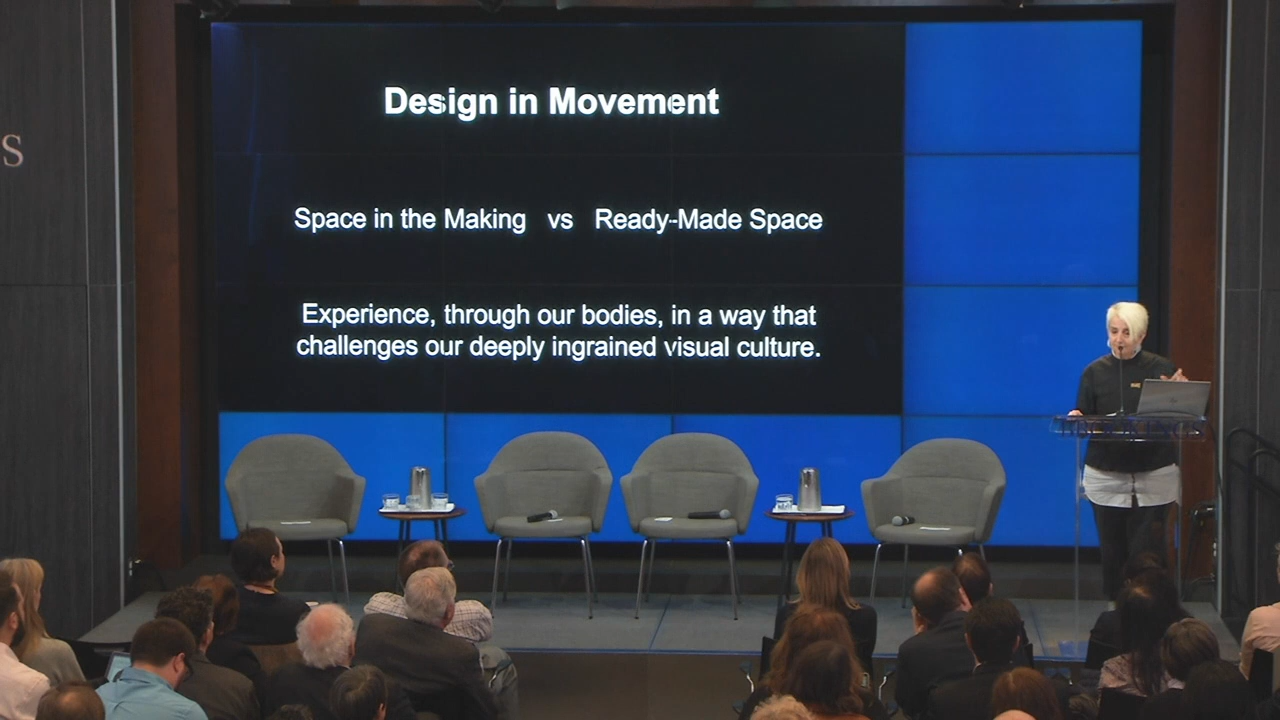 Design in Movement
Space in the Making vs Ready-Made Space
Experience, through our bodies, in a way that
challenges our deeply ingrained visual culture.
S
BROOKINGS